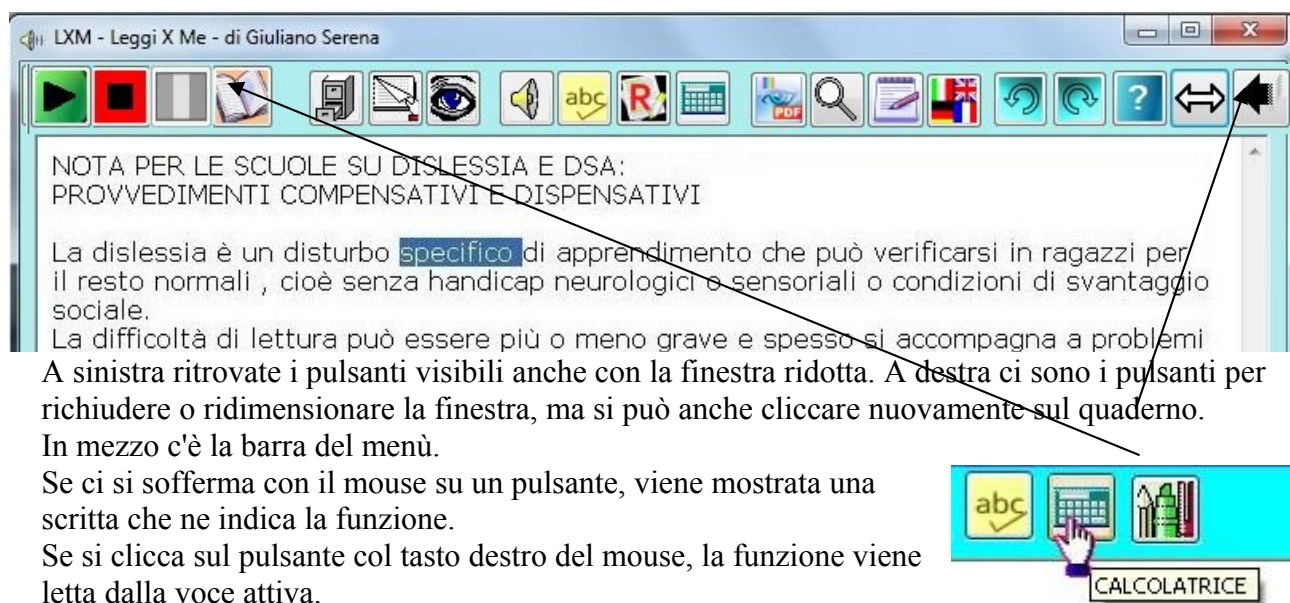 LXM - Leggi X Me - di Giuliano Serena
abc R PDF ?
NOTA PER LE SCUOLE SU DISLESSIA E DSA:
PROVVEDIMENTI COMPENSATIVI E DISPENSATIVI
La dislessia è un disturbo specifico di apprendimento che può verificarsi in ragazzi per
il resto normali , cioè senza handicap neurologici o sensoriali o condizioni di svantaggio
sociale.
La difficoltà di lettura può essere più o meno grave e spesso si accompagna a problemi
A sinistra ritrovate i pulsanti visibili anche con la finestra ridotta. A destra ci sono i pulsanti per
richiudere o ridimensionare la finestra, ma si può anche cliccare nuovamente sul quaderno.
In mezzo c'è la barra del menù.
Se ci si sofferma con il mouse su un pulsante, viene mostrata una
scritta che ne indica la funzione.
Se si clicca sul pulsante col tasto destro del mouse, la funzione viene
letta dalla voce attiva.
abc
CALCOLATRICE